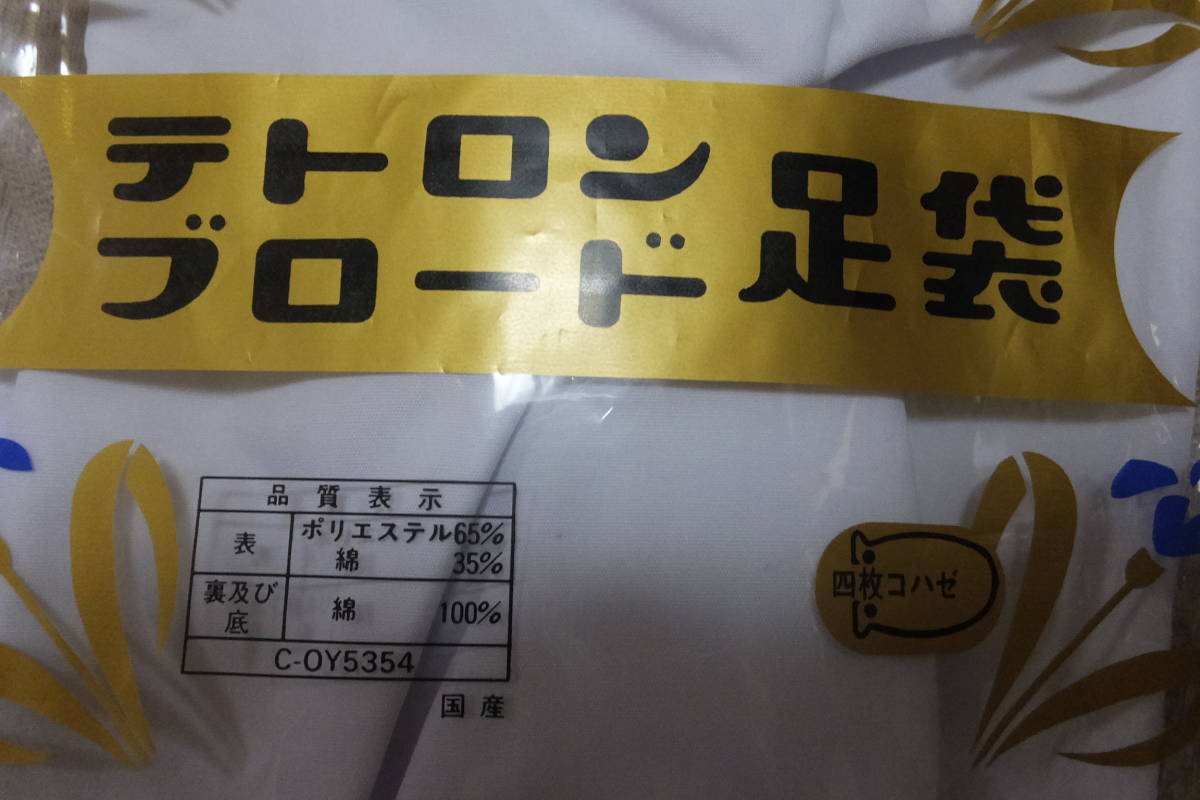 テトロン
ブロード足袋
品質表示
表 ポリエステル65%
綿 35%
裏及び底 綿 100%
C-OY5354
国産
四枚コハゼ